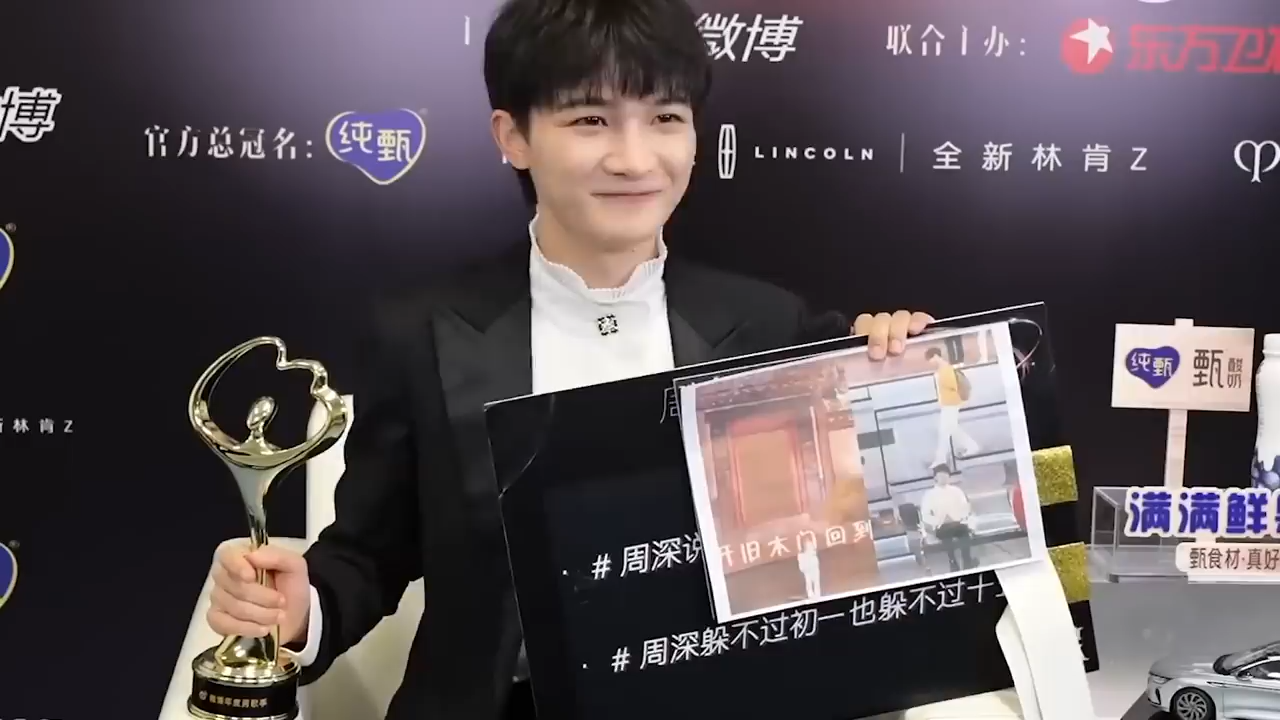 微博
联合主办:
东方卫视
博
官方总冠名:
纯甄
LINCOLN
全新林肯Z
林肯Z
纯甄
甄
酸奶
周
开旧木门回到
# 周深说
# 周深躲不过初一也躲不过十
满满鲜
甄食材·真好